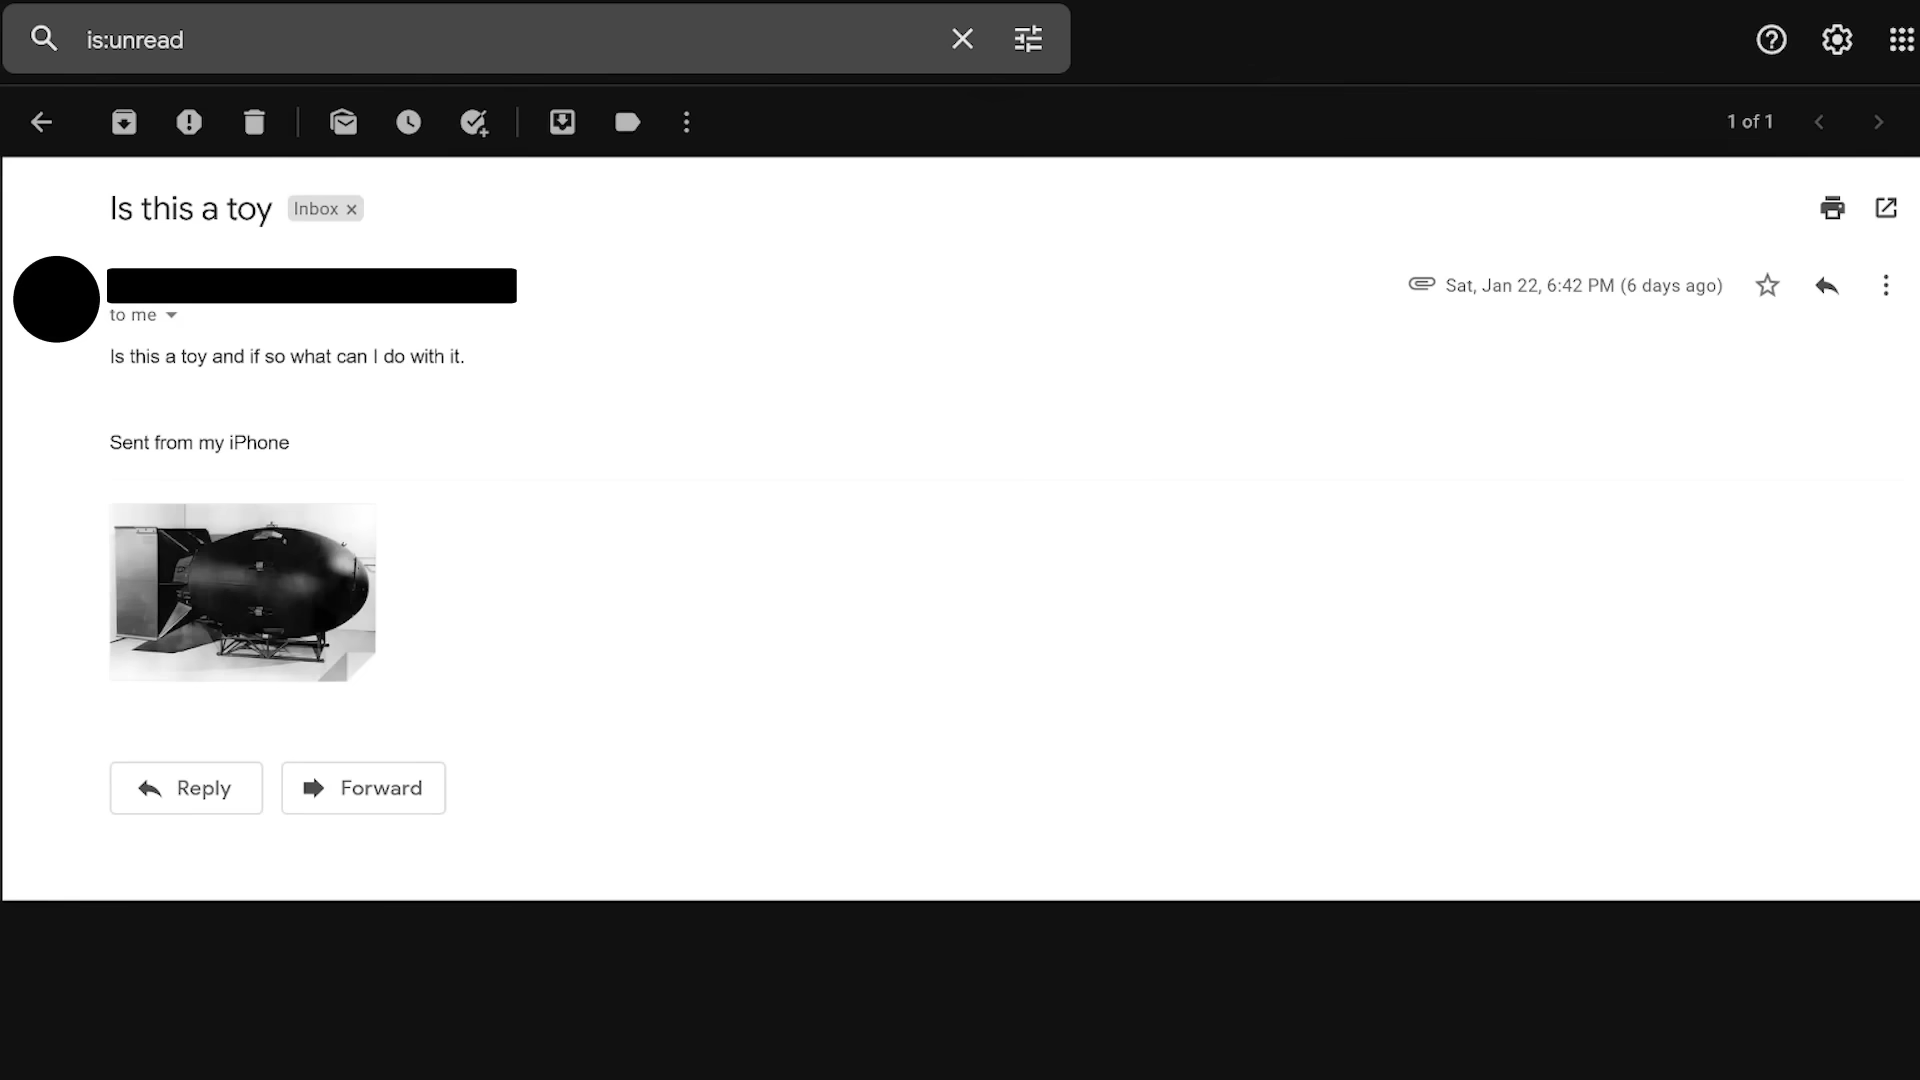 is:unread
1 of 1
Is this a toy Inbox x
Sat, Jan 22, 6:42 PM (6 days ago)
to me
Is this a toy and if so what can I do with it.
Sent from my iPhone
Reply Forward